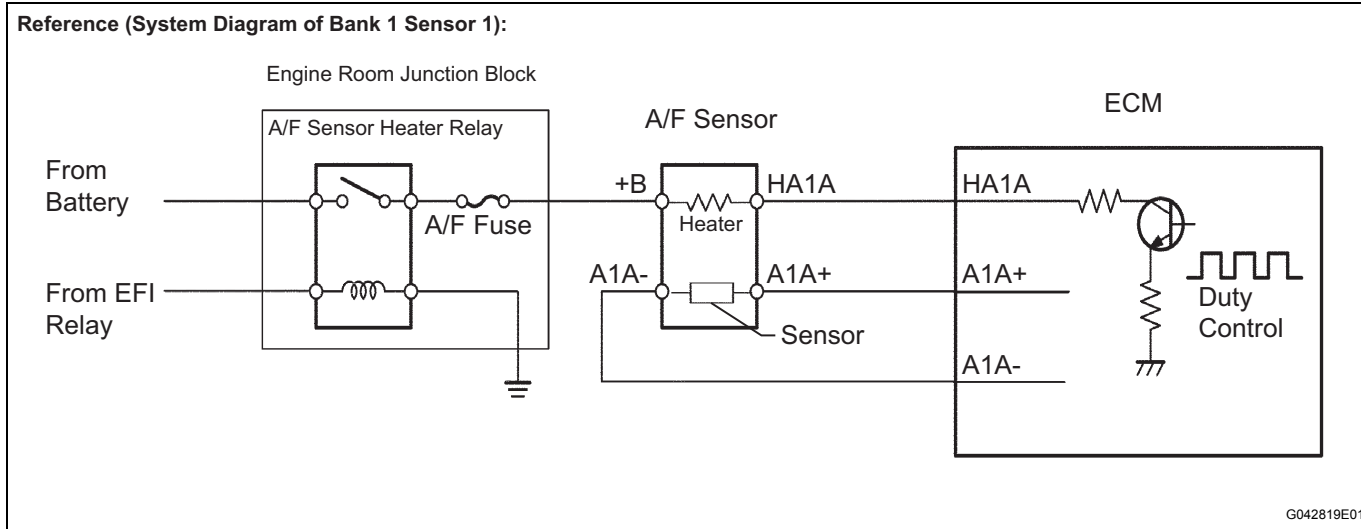 Reference (System Diagram of Bank 1 Sensor 1):
Engine Room Junction Block
A/F Sensor Heater Relay
From
Battery
A/F Fuse
From EFI
Relay
A/F Sensor
+B
HA1A
Heater
A1A-
A1A+
Sensor
ECM
HA1A
A1A+
A1A-
Duty
Control
G042819E01